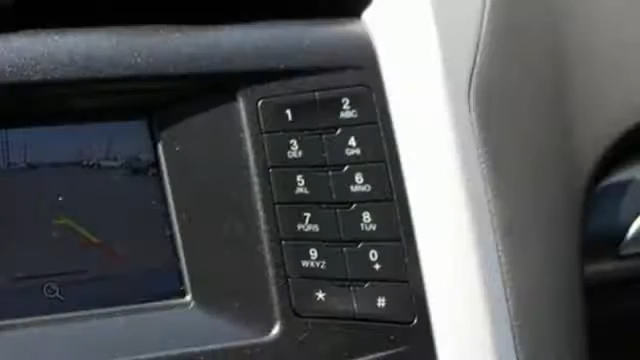 1 2
ABC
3 4
DEF GHI
5 6
JKL MNO
7 8
PQRS TUV
9 0
WXYZ +
* #